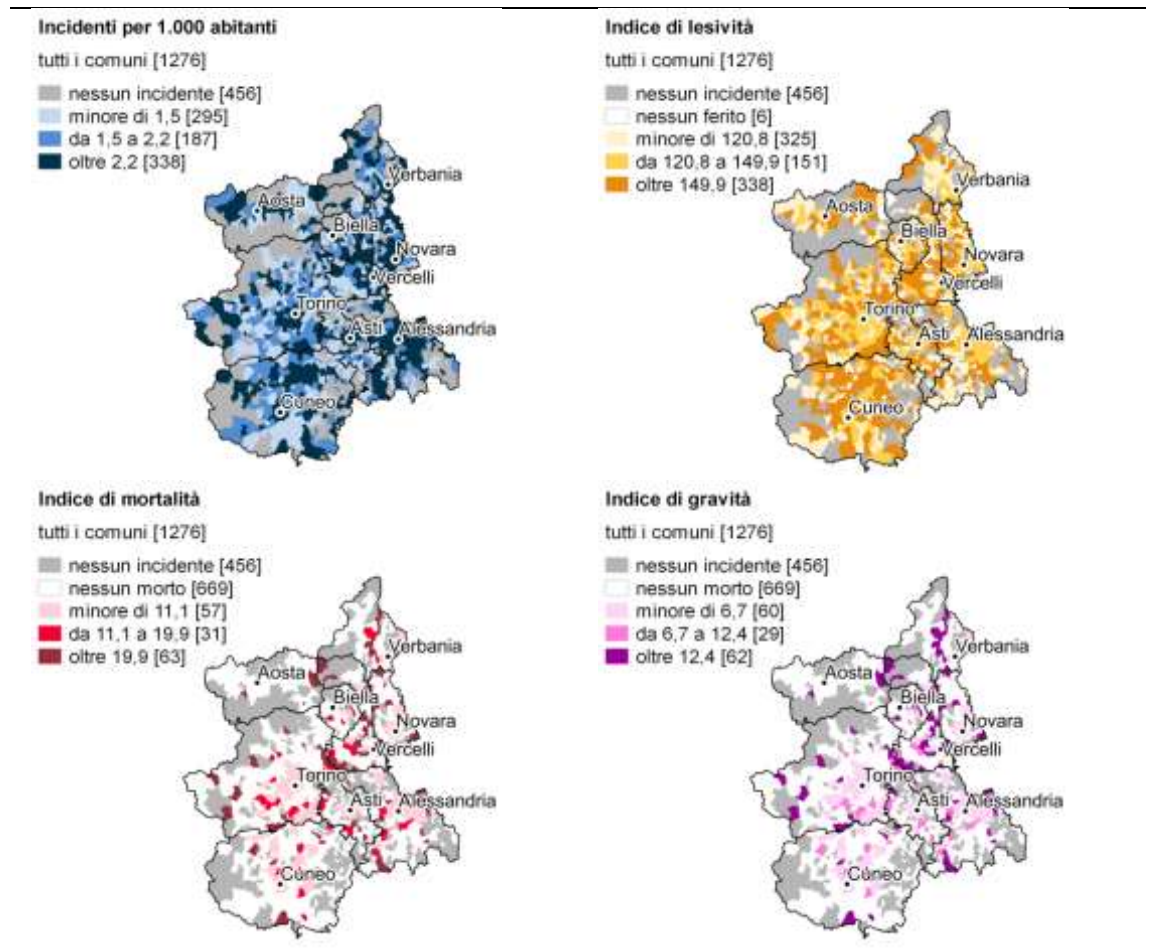 Incidenti per 1.000 abitanti
tutti i comuni [1276]
nessun incidente [456]
minore di 1,5 [295]
da 1,5 a 2,2 [187]
oltre 2,2 [338]
Verbania
Aosta
Biella
Novara
Vercelli
Torino
Asti
Alessandria
Cuneo
Indice di lesività
tutti i comuni [1276]
nessun incidente [456]
nessun ferito [6]
minore di 120,8 [325]
da 120,8 a 149,9 [151]
oltre 149,9 [338]
Verbania
Aosta
Biella
Novara
Vercelli
Torino
Asti
Alessandria
Cuneo
Indice di mortalità
tutti i comuni [1276]
nessun incidente [456]
nessun morto [669]
minore di 11,1 [57]
da 11,1 a 19,9 [31]
oltre 19,9 [63]
Verbania
Aosta
Biella
Novara
Vercelli
Torino
Asti
Alessandria
Cuneo
Indice di gravità
tutti i comuni [1276]
nessun incidente [456]
nessun morto [669]
minore di 6,7 [60]
da 6,7 a 12,4 [29]
oltre 12,4 [62]
Verbania
Aosta
Biella
Novara
Vercelli
Torino
Asti
Alessandria
Cuneo